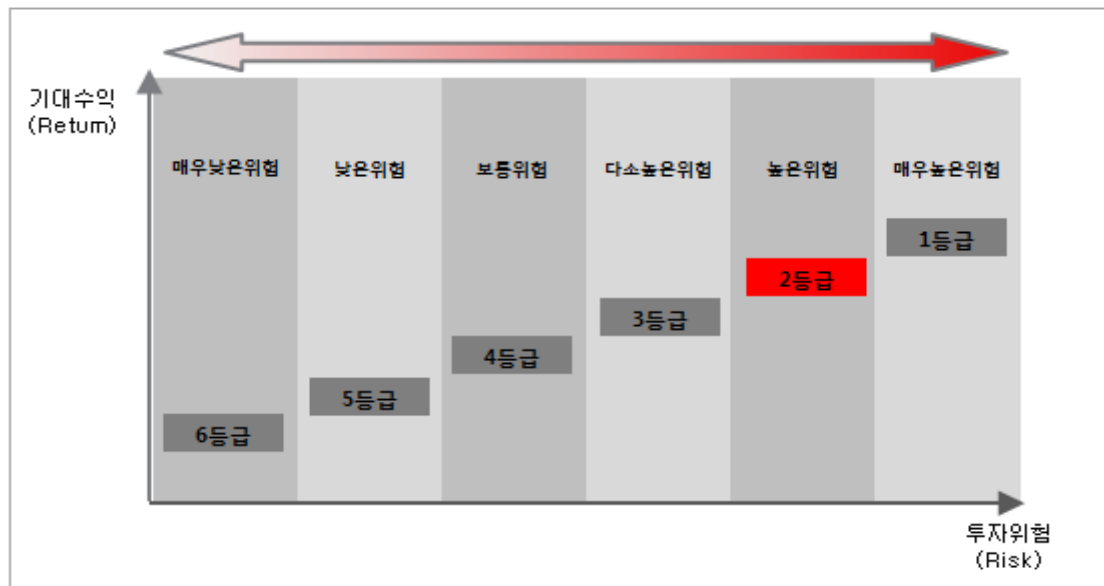 기대수익
(Return)
매우낮은위험 낮은위험 보통위험 다소높은위험 높은위험 매우높은위험
1등급
2등급
3등급
4등급
5등급
6등급
투자위험
(Risk)